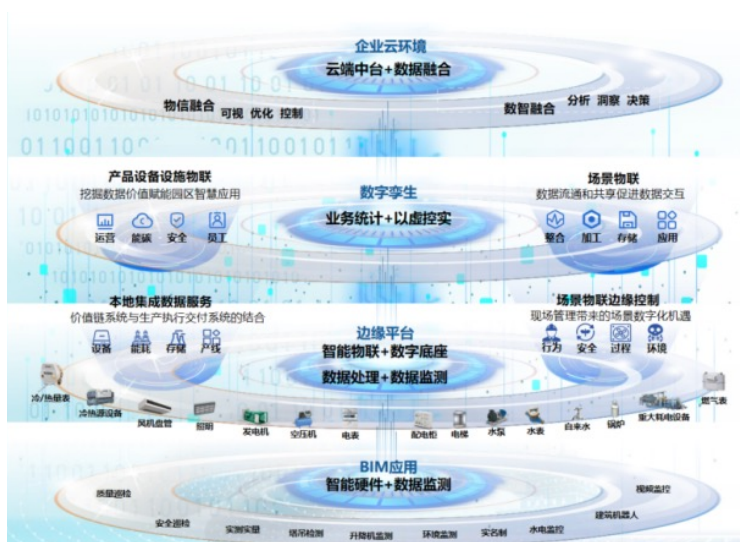 企业云环境
云端中台+数据融合
物信融合 可视 优化 控制
数智融合 分析 洞察 决策
产品设备设施物联
挖掘数据价值赋能园区智慧应用
运营 能碳 安全 员工
数字孪生
业务统计+以虚控实
场景物联
数据流通和共享促进数据交互
整合 加工 存储 应用
本地集成数据服务
价值链系统与生产执行交付系统的结合
设备 能耗 存储 产线
边缘平台
智能物联+数字底座
数据处理+数据监测
场景物联边缘控制
现场管理带来的场景数字化机遇
行为 安全 过程 环境
冷/热量表 冷热源设备 风机盘管 照明 发电机 空压机 电表 配电柜 电梯 水泵 水表 自来水 锅炉 重大耗电设备 燃气表
BIM应用
智能硬件+数据监测
质量巡检 安全巡检 实测实量 塔吊检测 升降机监测 环境监测 实名制 水电监控 建筑机器人 视频监控